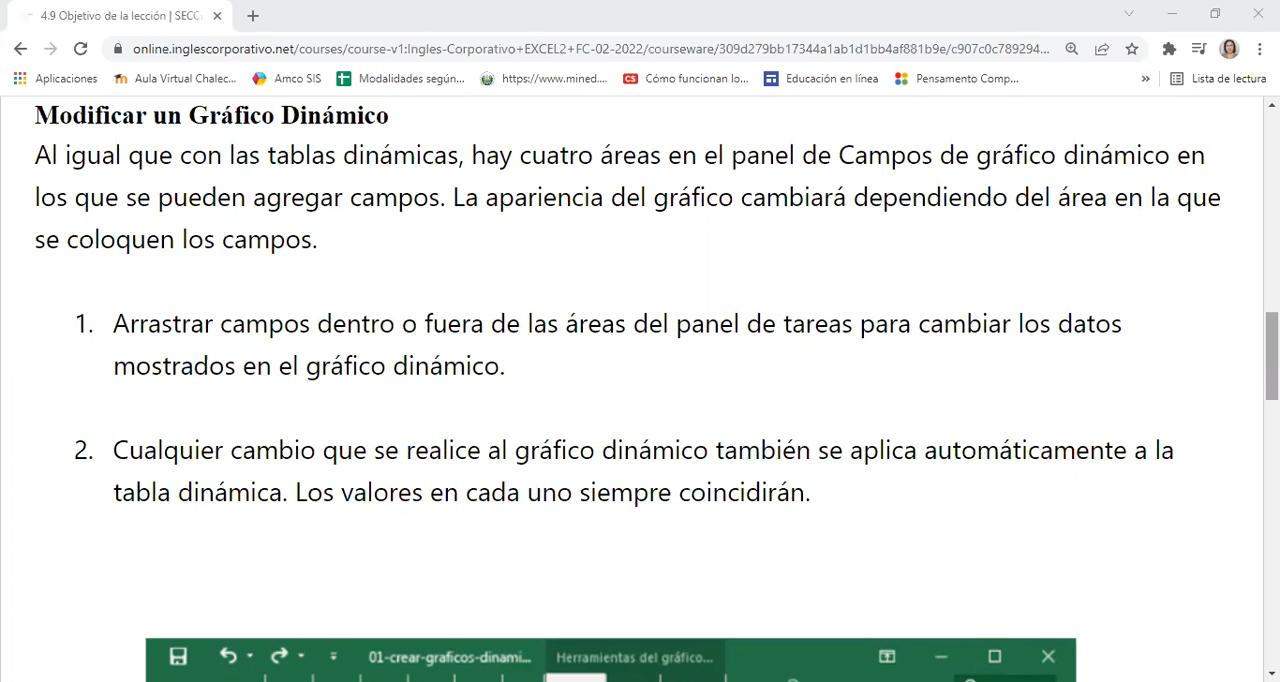 4.9 Objetivo de la lección | SECC
online.inglescorporativo.net/courses/course-v1:Ingles-Corporativo+EXCEL2+FC-02-2022/courseware/309d279bb17344a1ab1d1bb4af881b9e/c907c0c789294...
Aplicaciones Aula Virtual Chalec... Amco SIS Modalidades según... https://www.mined.... CS Cómo funcionan lo... Educación en línea Pensamento Comp... » Lista de lectura
Modificar un Gráfico Dinámico
Al igual que con las tablas dinámicas, hay cuatro áreas en el panel de Campos de gráfico dinámico en
los que se pueden agregar campos. La apariencia del gráfico cambiará dependiendo del área en la que
se coloquen los campos.
1. Arrastrar campos dentro o fuera de las áreas del panel de tareas para cambiar los datos
mostrados en el gráfico dinámico.
2. Cualquier cambio que se realice al gráfico dinámico también se aplica automáticamente a la
tabla dinámica. Los valores en cada uno siempre coincidirán.
01-crear-graficos-dinami... Herramientas del gráfico...